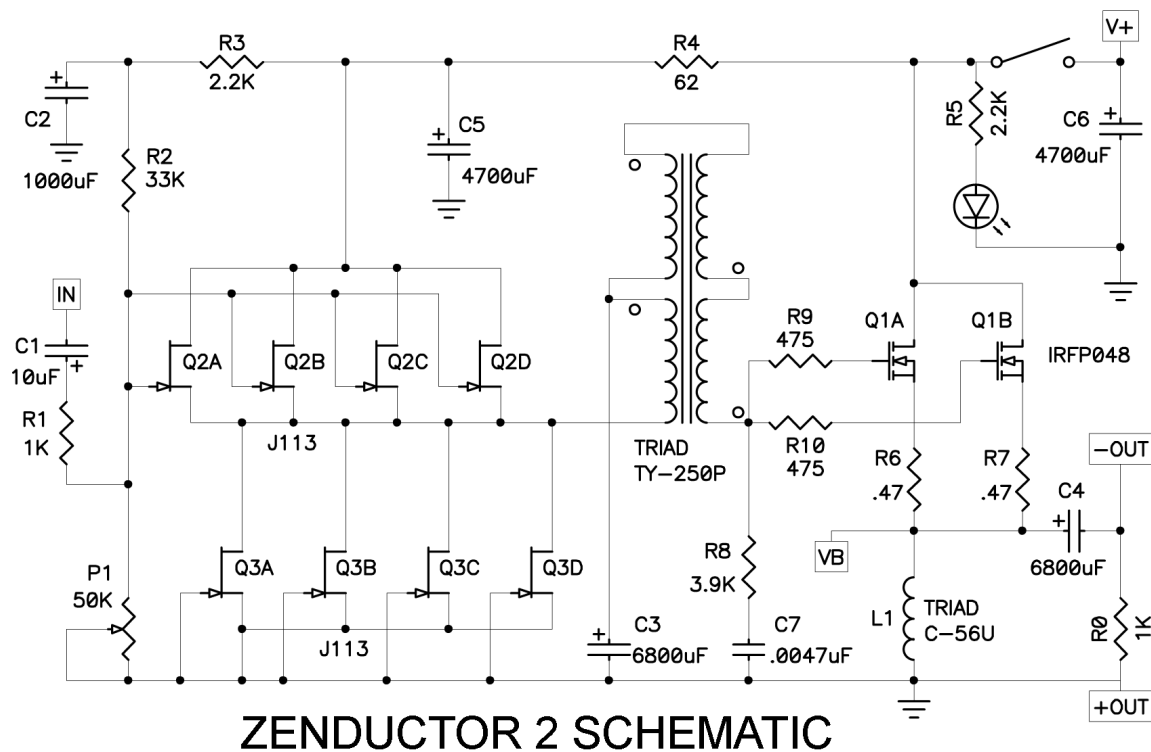 V+
R3
2.2K
R4
62
C2
1000uF
R2
33K
C5
4700uF
R5
2.2K
C6
4700uF
IN
C1
10uF
R1
1K
Q2A
Q2B
Q2C
Q2D
J113
R9
475
Q1A
Q1B
IRFP048
TRIAD
TY-250P
R10
475
R6
.47
R7
.47
-OUT
C4
6800uF
VB
P1
50K
Q3A
Q3B
Q3C
Q3D
J113
R8
3.9K
C3
6800uF
C7
.0047uF
L1
TRIAD
C-56U
R0
1K
+OUT
ZENDUCTOR 2 SCHEMATIC